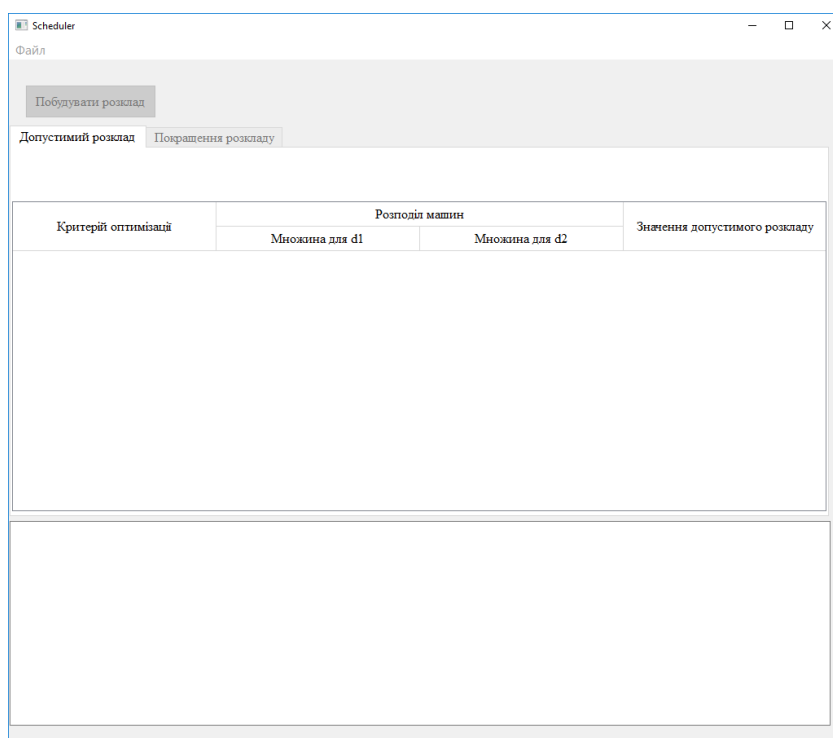 Scheduler
Файл
Побудувати розклад
Допустимий розклад Покращення розкладу
Критерій оптимізації
Розподіл машин
Множина для d1 Множина для d2
Значення допустимого розкладу